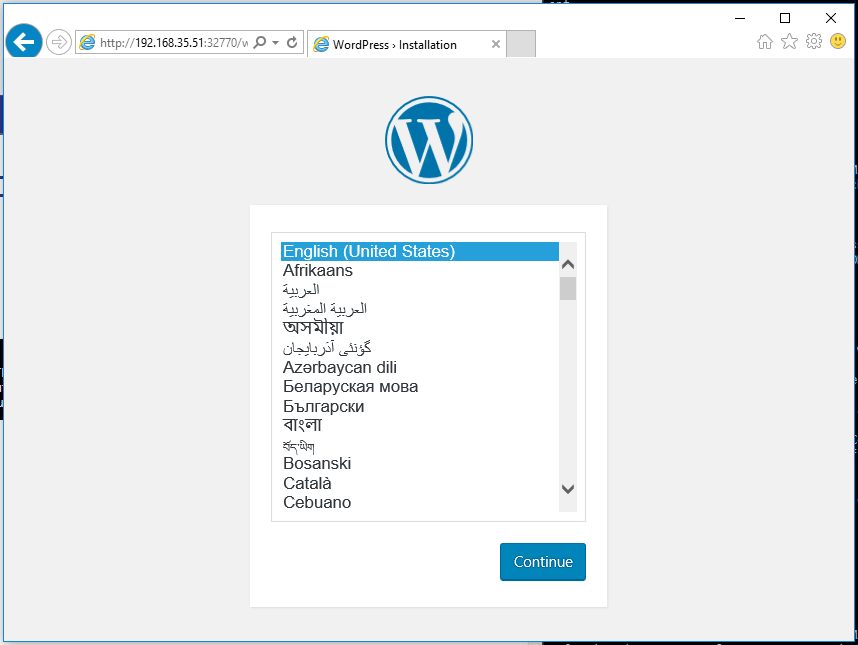 http://192.168.35.51:32770/w
WordPress › Installation
English (United States)
Afrikaans
العربية
العربية المغربية
অসমীয়া
گؤنئی آذربایجان
Azərbaycan dili
Беларуская мова
Български
বাংলা
བོད་ཡིག
Bosanski
Català
Cebuano
Continue